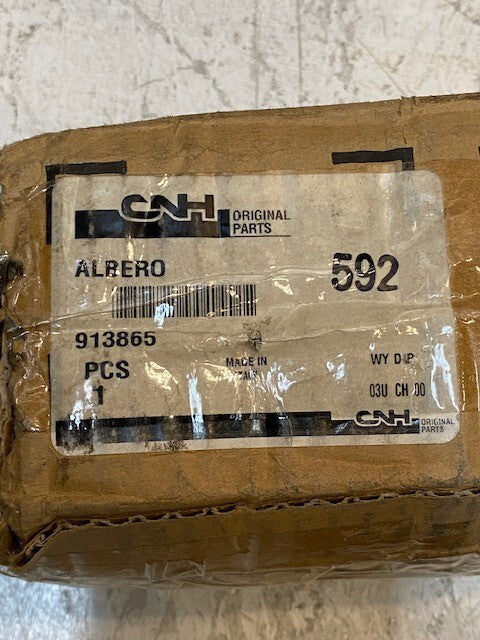 CNH ORIGINAL PARTS
ALBERO
592
913865
PCS
1
MADE IN
WY D P
03U CH 00
CNH ORIGINAL PARTS